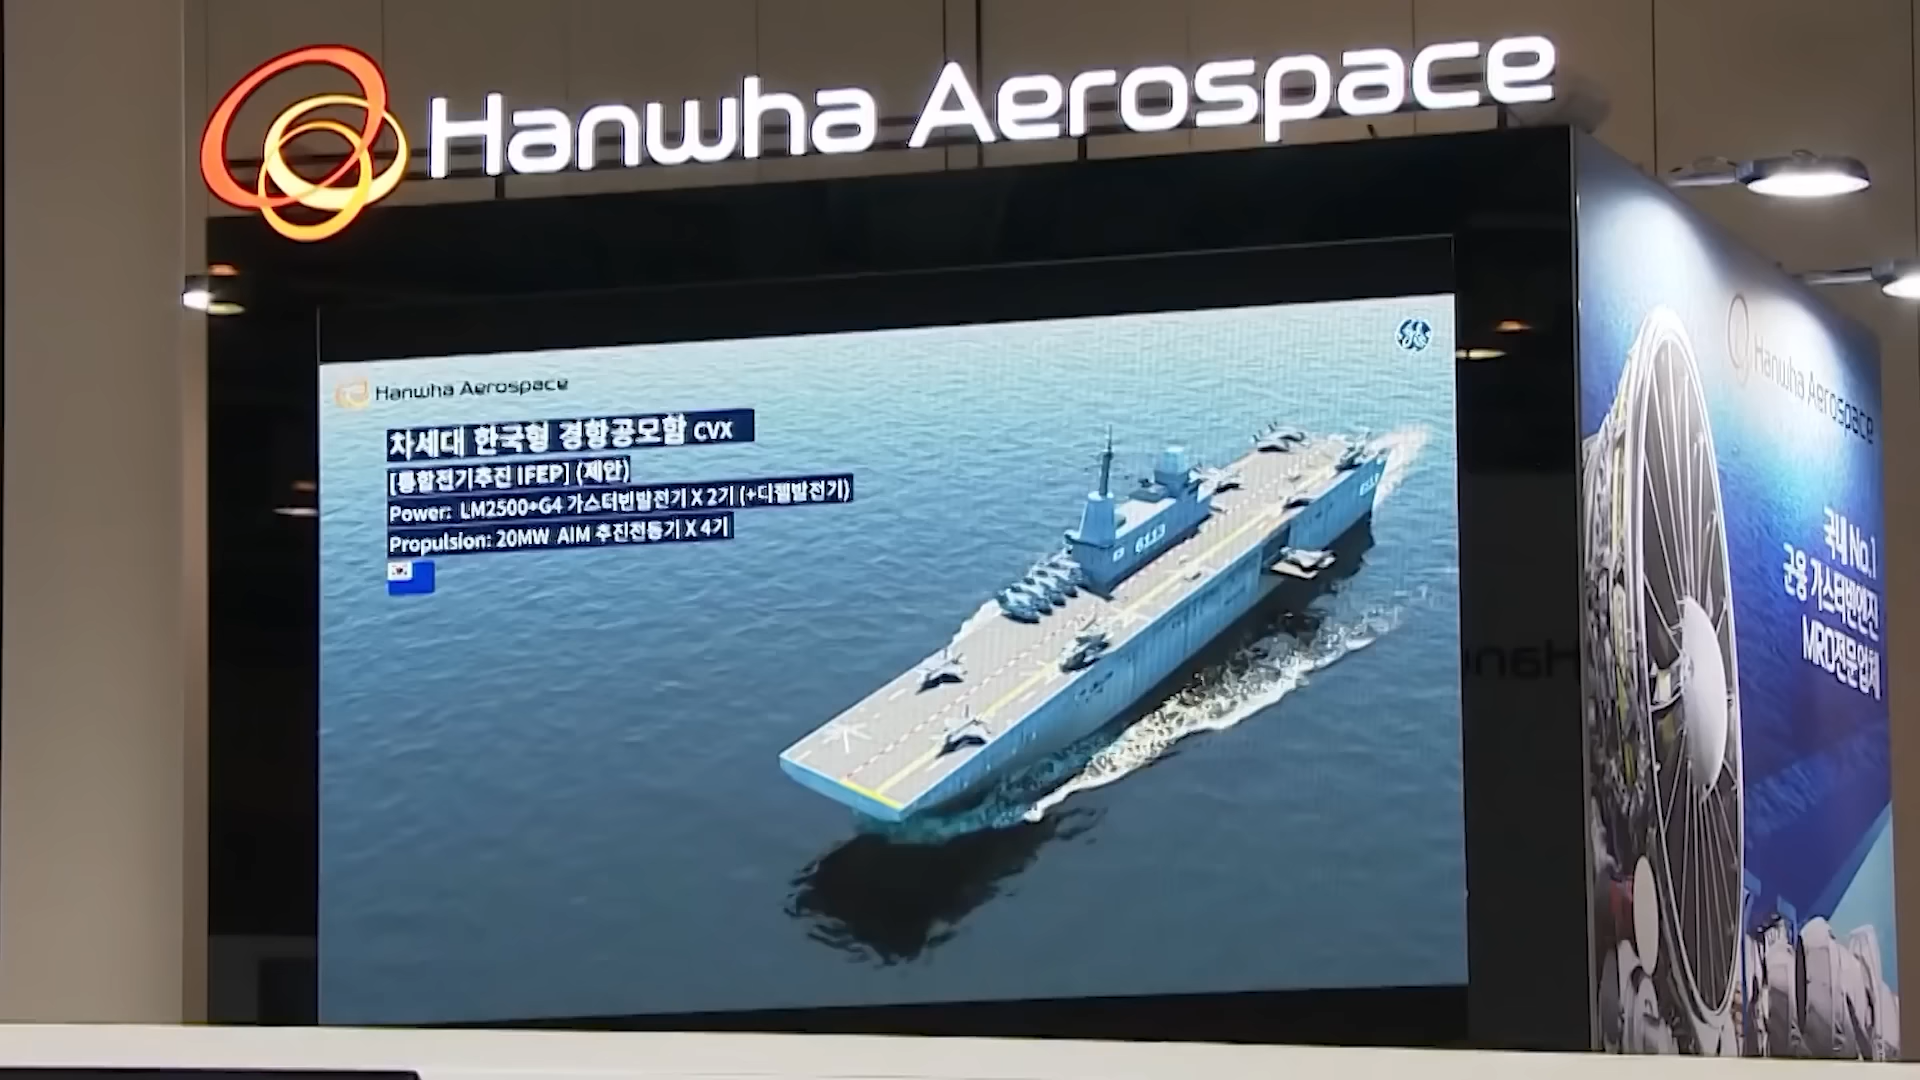 Hanwha Aerospace
Hanwha Aerospace
차세대 한국형 경항공모함 CVX
[통합전기추진 IFEP] (제안)
Power: LM2500+G4 가스터빈발전기 X 2기 (+디젤발전기)
Propulsion: 20MW AIM 추진전동기 X 4기
6113
Hanwha Aerospace
국내 No.1
군용 가스터빈엔진
MRO전문업체